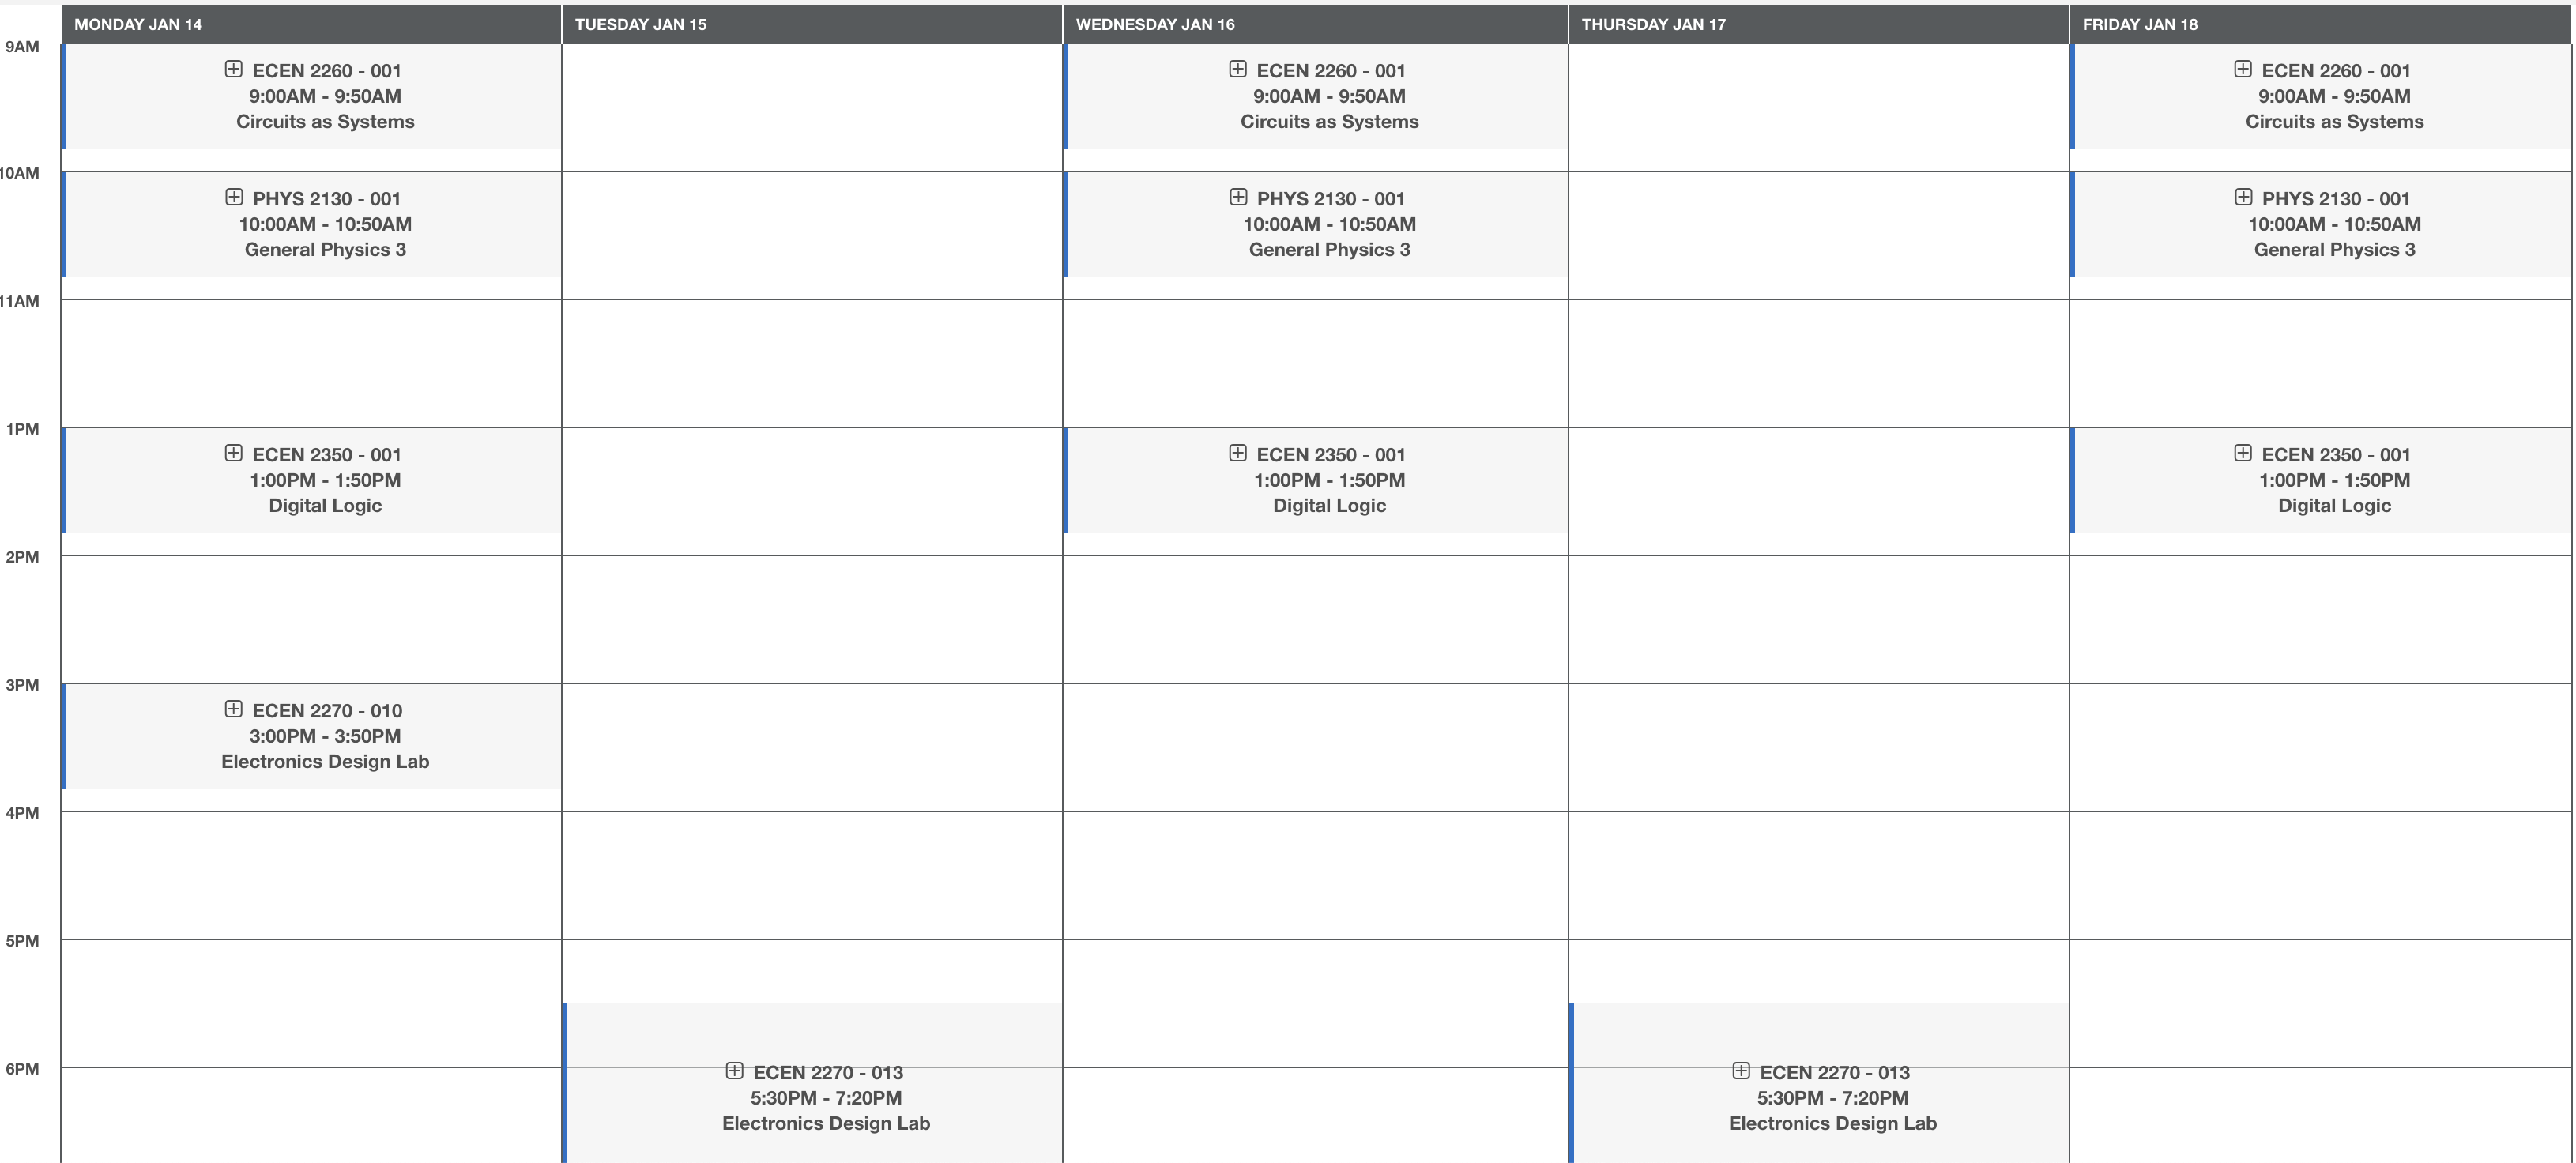 MONDAY JAN 14
TUESDAY JAN 15
WEDNESDAY JAN 16
THURSDAY JAN 17
FRIDAY JAN 18
9AM
ECEN 2260 - 001
9:00AM - 9:50AM
Circuits as Systems
ECEN 2260 - 001
9:00AM - 9:50AM
Circuits as Systems
ECEN 2260 - 001
9:00AM - 9:50AM
Circuits as Systems
10AM
PHYS 2130 - 001
10:00AM - 10:50AM
General Physics 3
PHYS 2130 - 001
10:00AM - 10:50AM
General Physics 3
PHYS 2130 - 001
10:00AM - 10:50AM
General Physics 3
11AM
1PM
ECEN 2350 - 001
1:00PM - 1:50PM
Digital Logic
ECEN 2350 - 001
1:00PM - 1:50PM
Digital Logic
ECEN 2350 - 001
1:00PM - 1:50PM
Digital Logic
2PM
3PM
ECEN 2270 - 010
3:00PM - 3:50PM
Electronics Design Lab
4PM
5PM
6PM
ECEN 2270 - 013
5:30PM - 7:20PM
Electronics Design Lab
ECEN 2270 - 013
5:30PM - 7:20PM
Electronics Design Lab